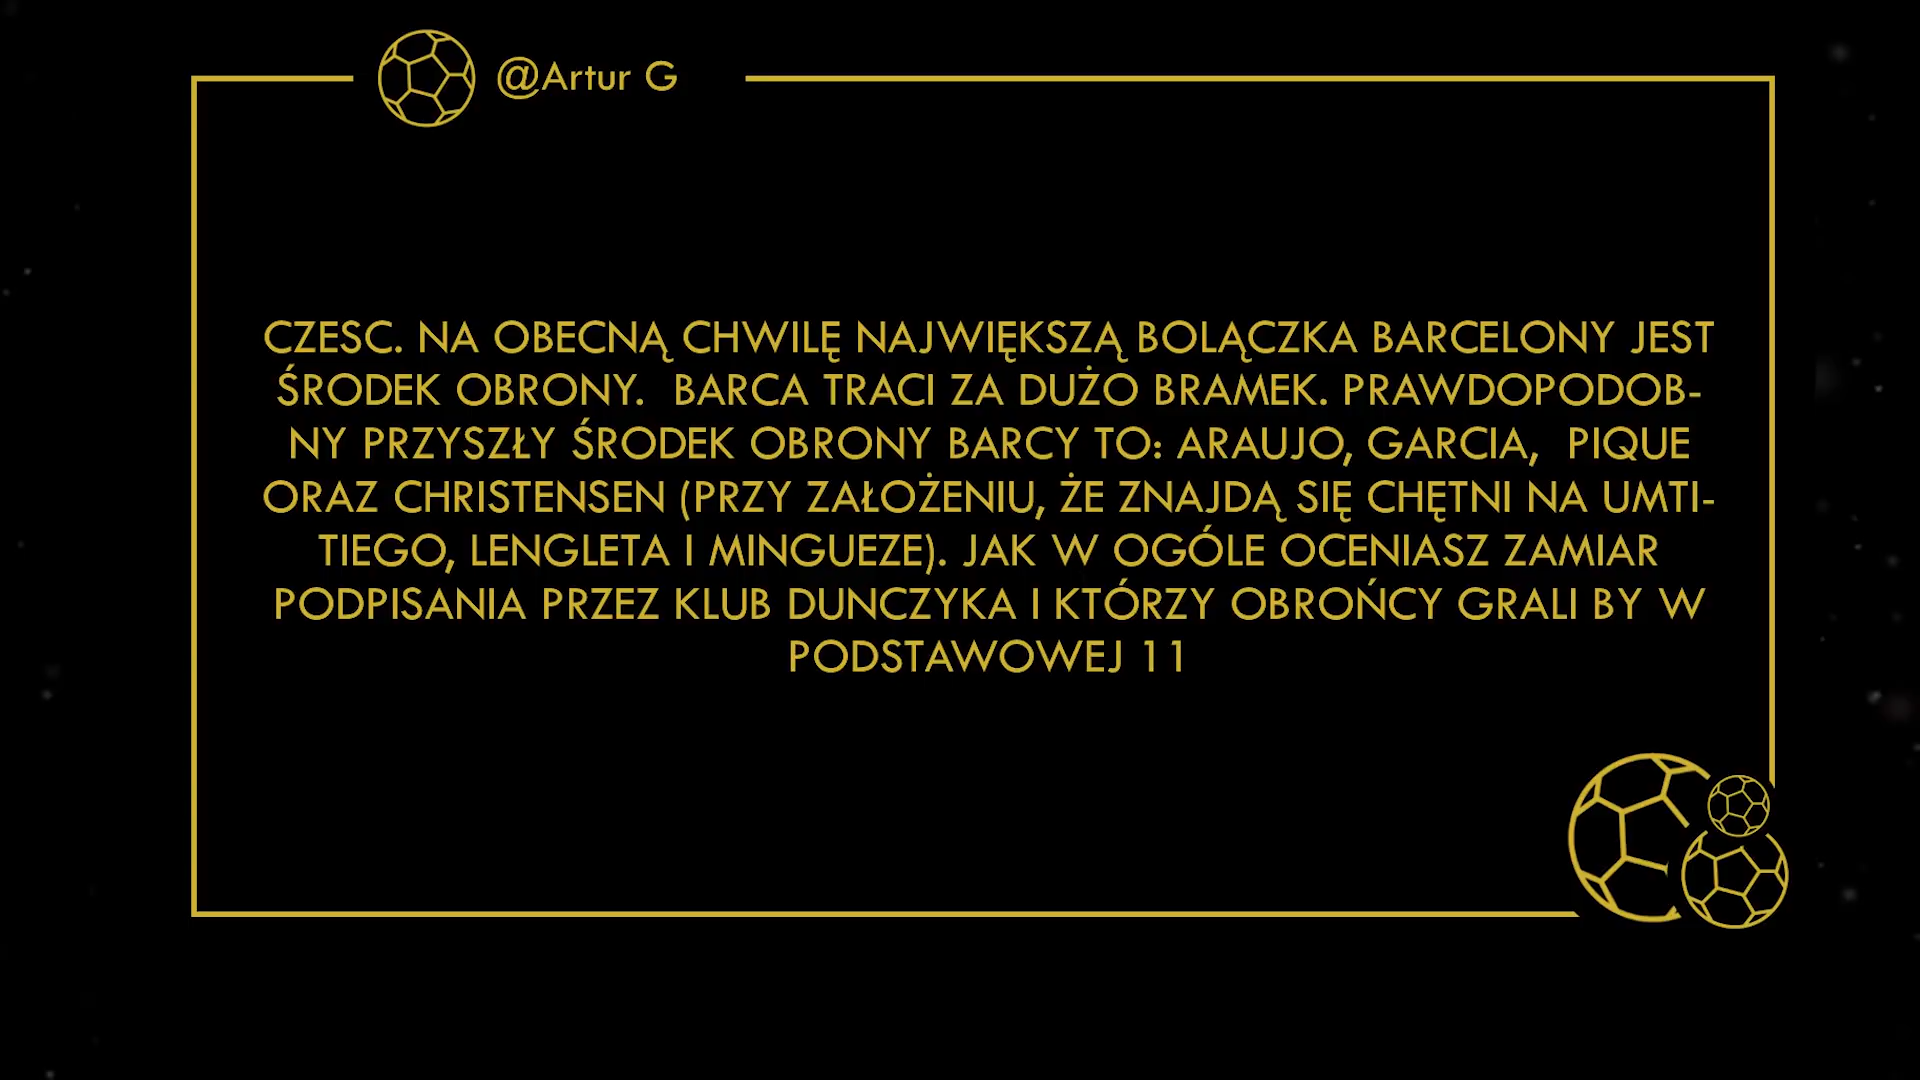 @Artur G
CZESC. NA OBECNĄ CHWILĘ NAJWIĘKSZĄ BOLĄCZKA BARCELONY JEST
ŚRODEK OBRONY.  BARCA TRACI ZA DUŻO BRAMEK. PRAWDOPODOB-
NY PRZYSZŁY ŚRODEK OBRONY BARCY TO: ARAUJO, GARCIA,  PIQUE
ORAZ CHRISTENSEN (PRZY ZAŁOŻENIU, ŻE ZNAJDĄ SIĘ CHĘTNI NA UMTI-
TIEGO, LENGLETA I MINGUEZE). JAK W OGÓLE OCENIASZ ZAMIAR
PODPISANIA PRZEZ KLUB DUNCZYKA I KTÓRZY OBROŃCY GRALI BY W
PODSTAWOWEJ 11